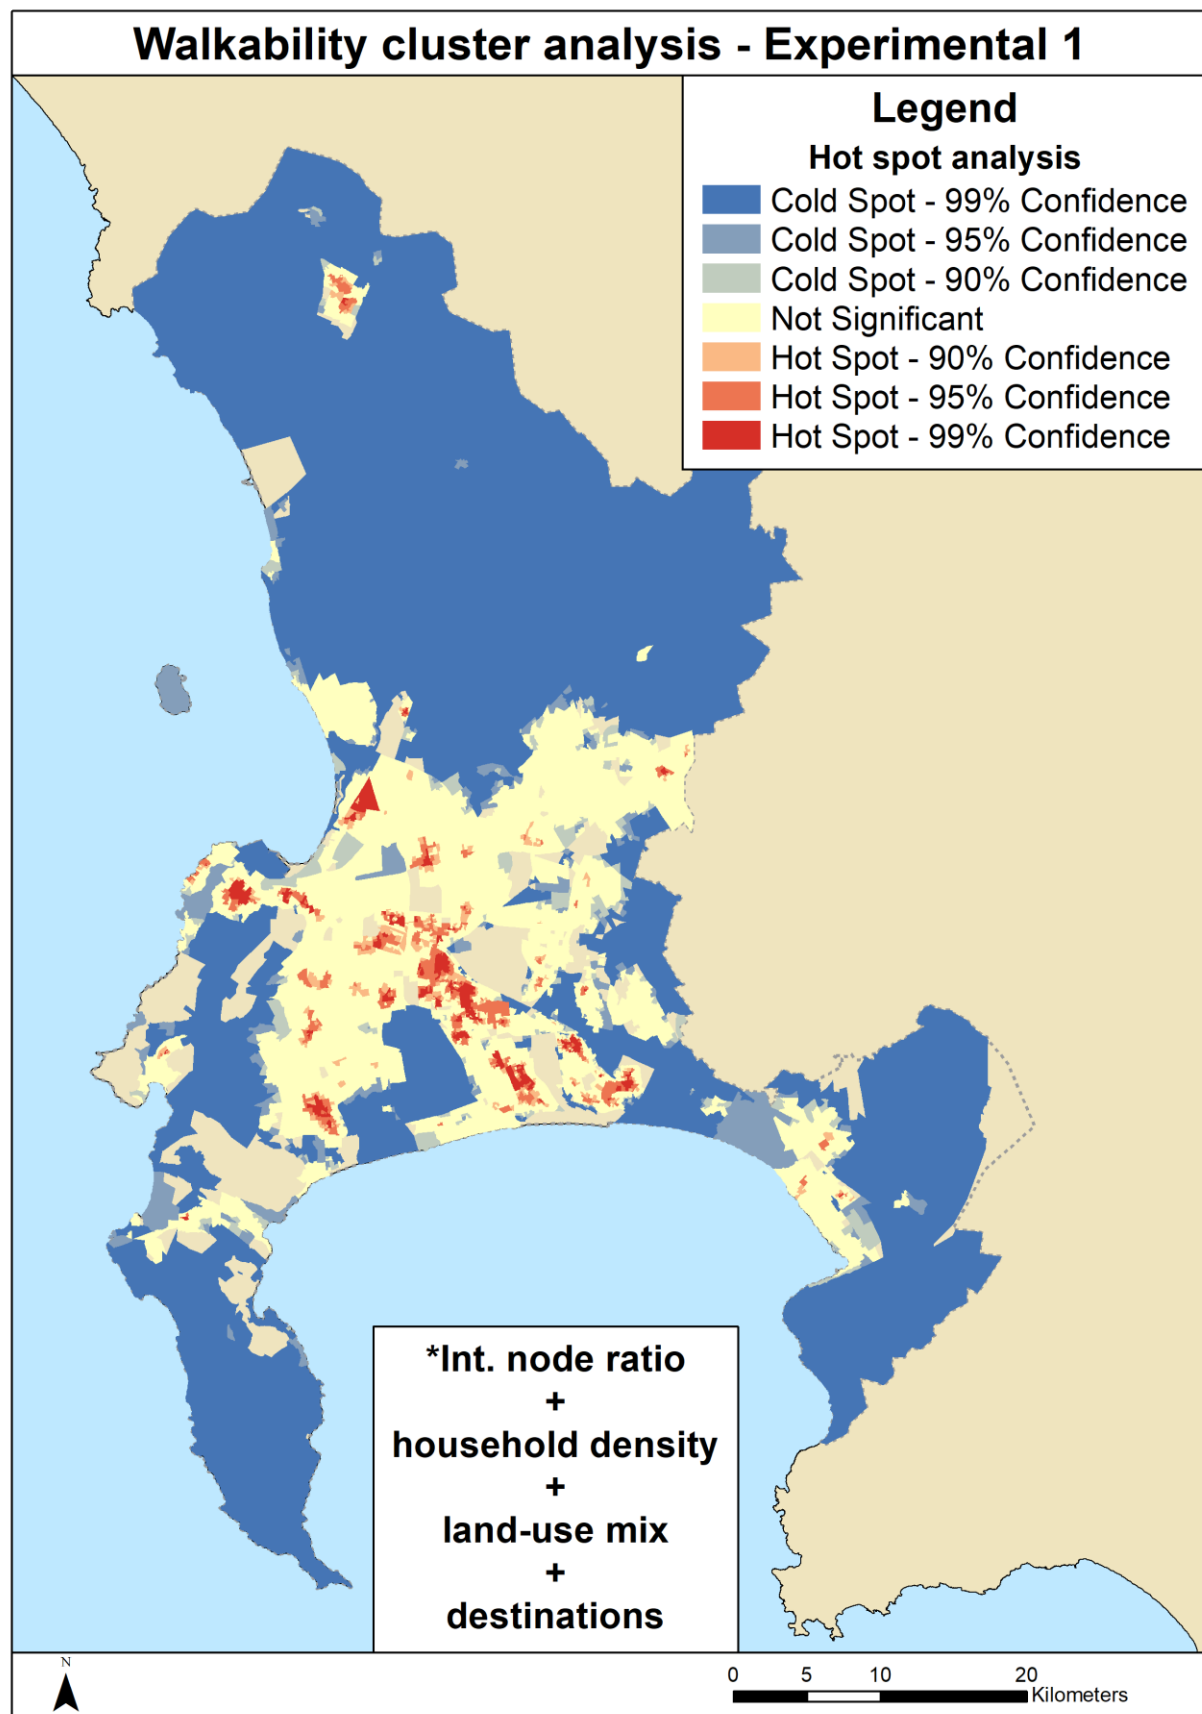 Walkability cluster analysis - Experimental 1
Legend
Hot spot analysis
Cold Spot - 99% Confidence
Cold Spot - 95% Confidence
Cold Spot - 90% Confidence
Not Significant
Hot Spot - 90% Confidence
Hot Spot - 95% Confidence
Hot Spot - 99% Confidence
*Int. node ratio
+
household density
+
land-use mix
+
destinations
N
0 5 10 20
Kilometers